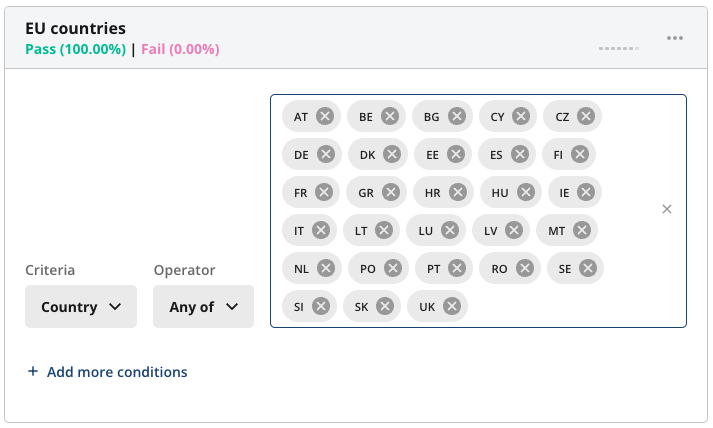 EU countries
Pass (100.00%) | Fail (0.00%)
AT BE BG CY CZ
DE DK EE ES FI
FR GR HR HU IE
IT LT LU LV MT
NL PO PT RO SE
SI SK UK
Criteria Operator
Country Any of
+ Add more conditions